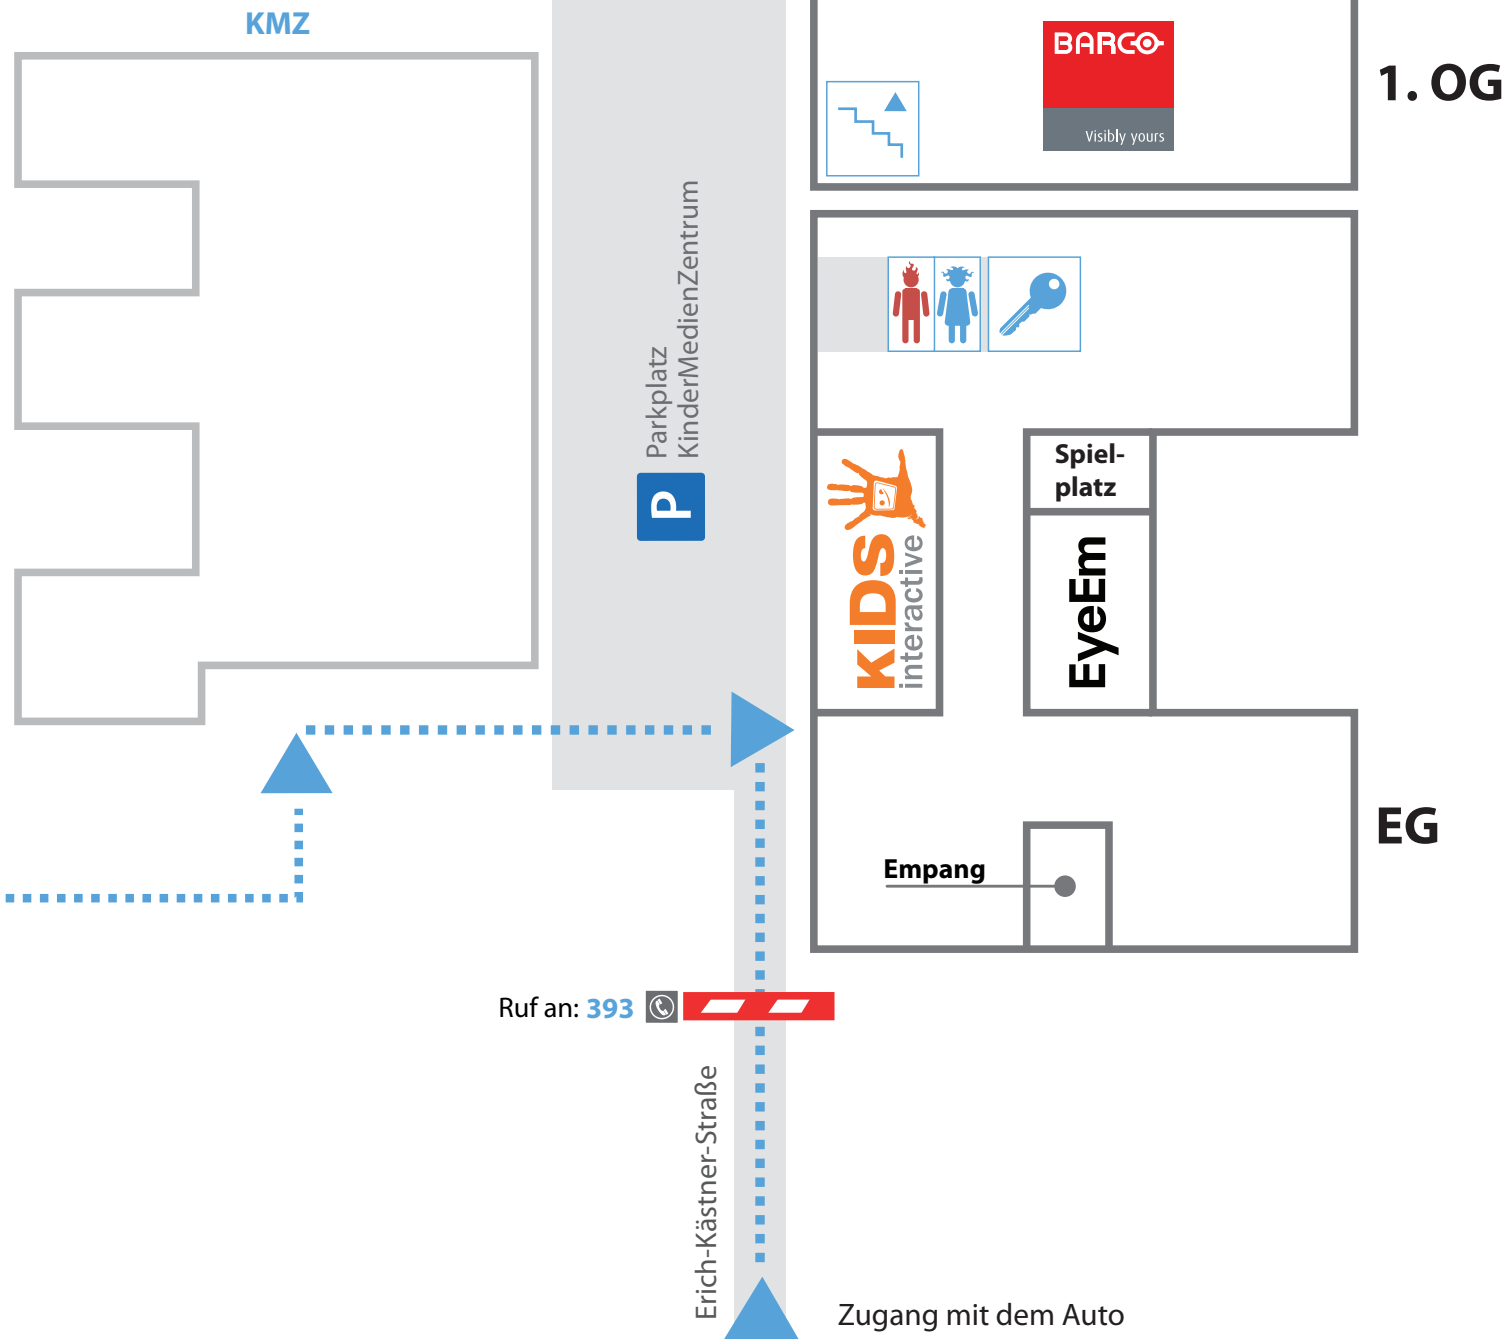 KMZ
BARCO
Visibly yours
1. OG
Parkplatz
KinderMedienZentrum
P
Spiel-
platz
KIDS
interactive
EyeEm
EG
Empang
Ruf an: 393
Erich-Kästner-Straße
Zugang mit dem Auto